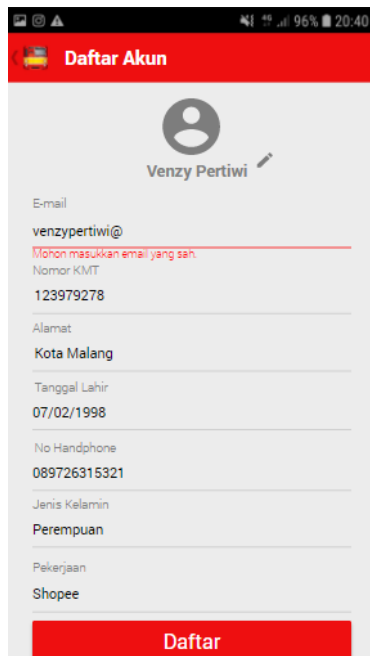 96% 20:40
Daftar Akun
Venzy Pertiwi
E-mail
venzypertiwi@
Mohon masukkan email yang sah.
Nomor KMT
123979278
Alamat
Kota Malang
Tanggal Lahir
07/02/1998
No Handphone
089726315321
Jenis Kelamin
Perempuan
Pekerjaan
Shopee
Daftar